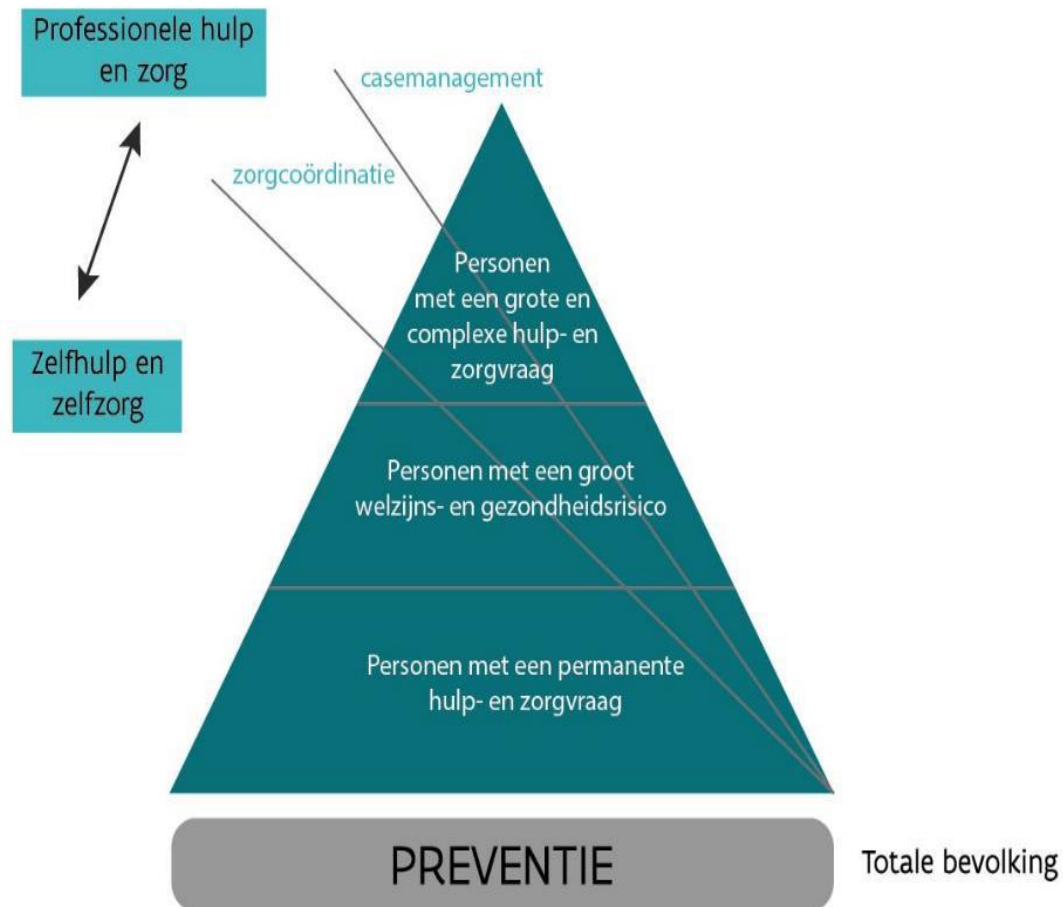 Professionele hulp
en zorg
casemanagement
zorgcoördinatie
Zelfhulp en
zelfzorg
Personen
met een grote en
complexe hulp- en
zorgvraag
Personen met een groot
welzijns- en gezondheidsrisico
Personen met een permanente
hulp- en zorgvraag
PREVENTIE
Totale bevolking